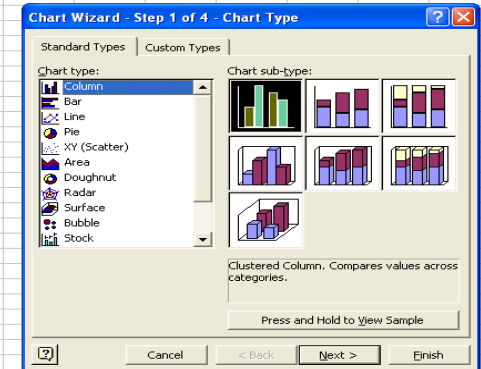 Chart Wizard - Step 1 of 4 - Chart Type
Standard Types Custom Types
Chart type: Chart sub-type:
Column
Bar
Line
Pie
XY (Scatter)
Area
Doughnut
Radar
Surface
Bubble
Stock
Clustered Column. Compares values across
categories.
Press and Hold to View Sample
Cancel < Back Next > Finish